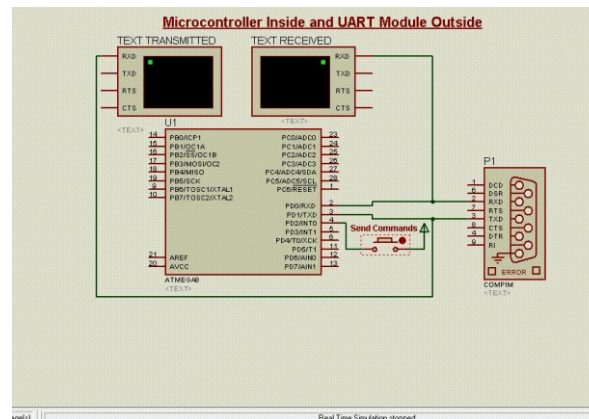 Microcontroller Inside and UART Module Outside
TEXT TRANSMITTED
RXD
TXD
RTS
CTS
<TEXT>
TEXT RECEIVED
RXD
TXD
RTS
CTS
<TEXT>
U1
14 PB0/ICP1
15 PB1/OC1A
16 PB2/SS/OC1B
17 PB3/MOSI/OC2
18 PB4/MISO
19 PB5/SCK
9 PB6/TOSC1/XTAL1
10 PB7/TOSC2/XTAL2
21 AREF
20 AVCC
PC0/ADC0 23
PC1/ADC1 24
PC2/ADC2 25
PC3/ADC3 26
PC4/ADC4/SDA 27
PC5/ADC5/SCL 28
PC6/RESET 1
PD0/RXD 2
PD1/TXD 3
PD2/INT0 4
PD3/INT1 5
PD4/T0/XCK 6
PD5/T1 11
PD6/AIN0 12
PD7/AIN1 13
ATMEGA8
<TEXT>
Send Commands
P1
1 DCD
6 DSR
2 RXD
7 RTS
3 TXD
8 CTS
4 DTR
9 RI
ERROR
COMPIM
<TEXT>
Real Time Simulation stopped